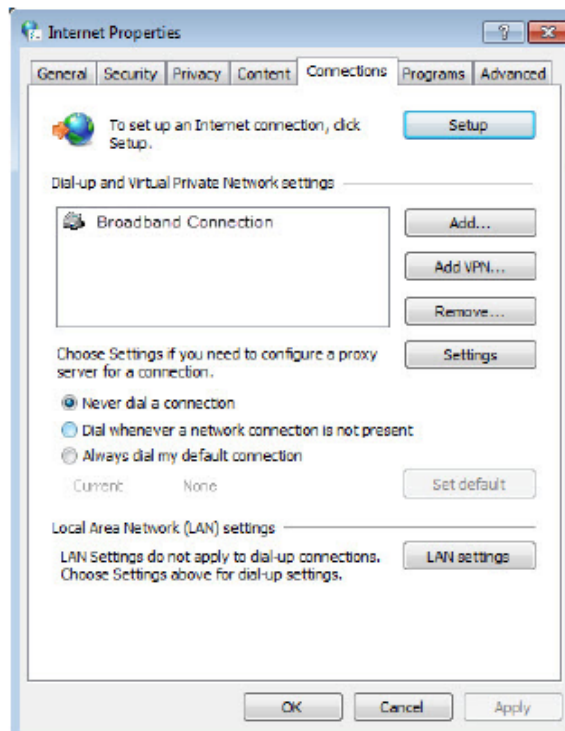 Internet Properties
General Security Privacy Content Connections Programs Advanced
To set up an Internet connection, click
Setup.
Setup
Dial-up and Virtual Private Network settings
Broadband Connection
Add...
Add VPN...
Remove...
Choose Settings if you need to configure a proxy
server for a connection.
Settings
Never dial a connection
Dial whenever a network connection is not present
Always dial my default connection
Current None
Set default
Local Area Network (LAN) settings
LAN Settings do not apply to dial-up connections.
Choose Settings above for dial-up settings.
LAN settings
OK Cancel Apply